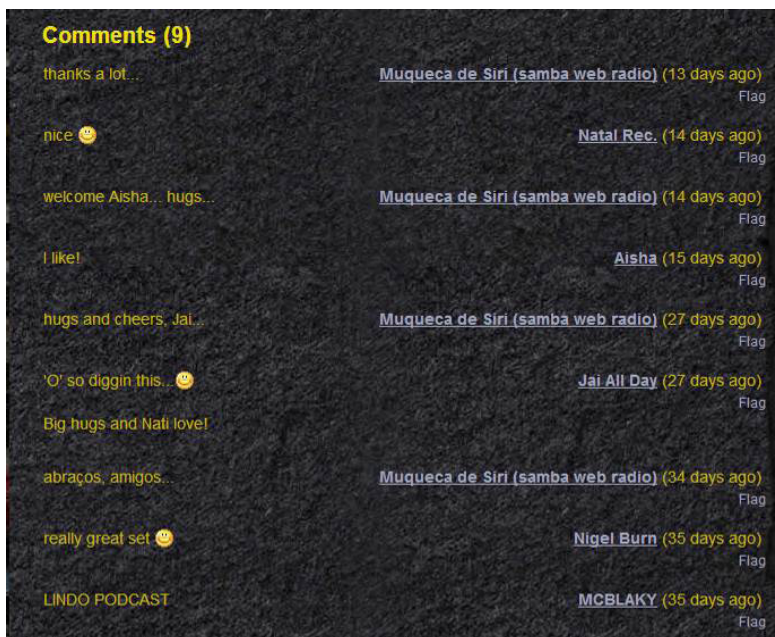 Comments (9)
thanks a lot... Muqueca de Siri (samba web radio) (13 days ago)
Flag
nice Natal Rec. (14 days ago)
Flag
welcome Aisha... hugs... Muqueca de Siri (samba web radio) (14 days ago)
Flag
I like! Aisha (15 days ago)
Flag
hugs and cheers, Jai... Muqueca de Siri (samba web radio) (27 days ago)
Flag
'O' so diggin this... Jai All Day (27 days ago)
Flag
Big hugs and Nati love!
abraços, amigos... Muqueca de Siri (samba web radio) (34 days ago)
Flag
really great set Nigel Burn (35 days ago)
Flag
LINDO PODCAST MCBLAKY (35 days ago)
Flag